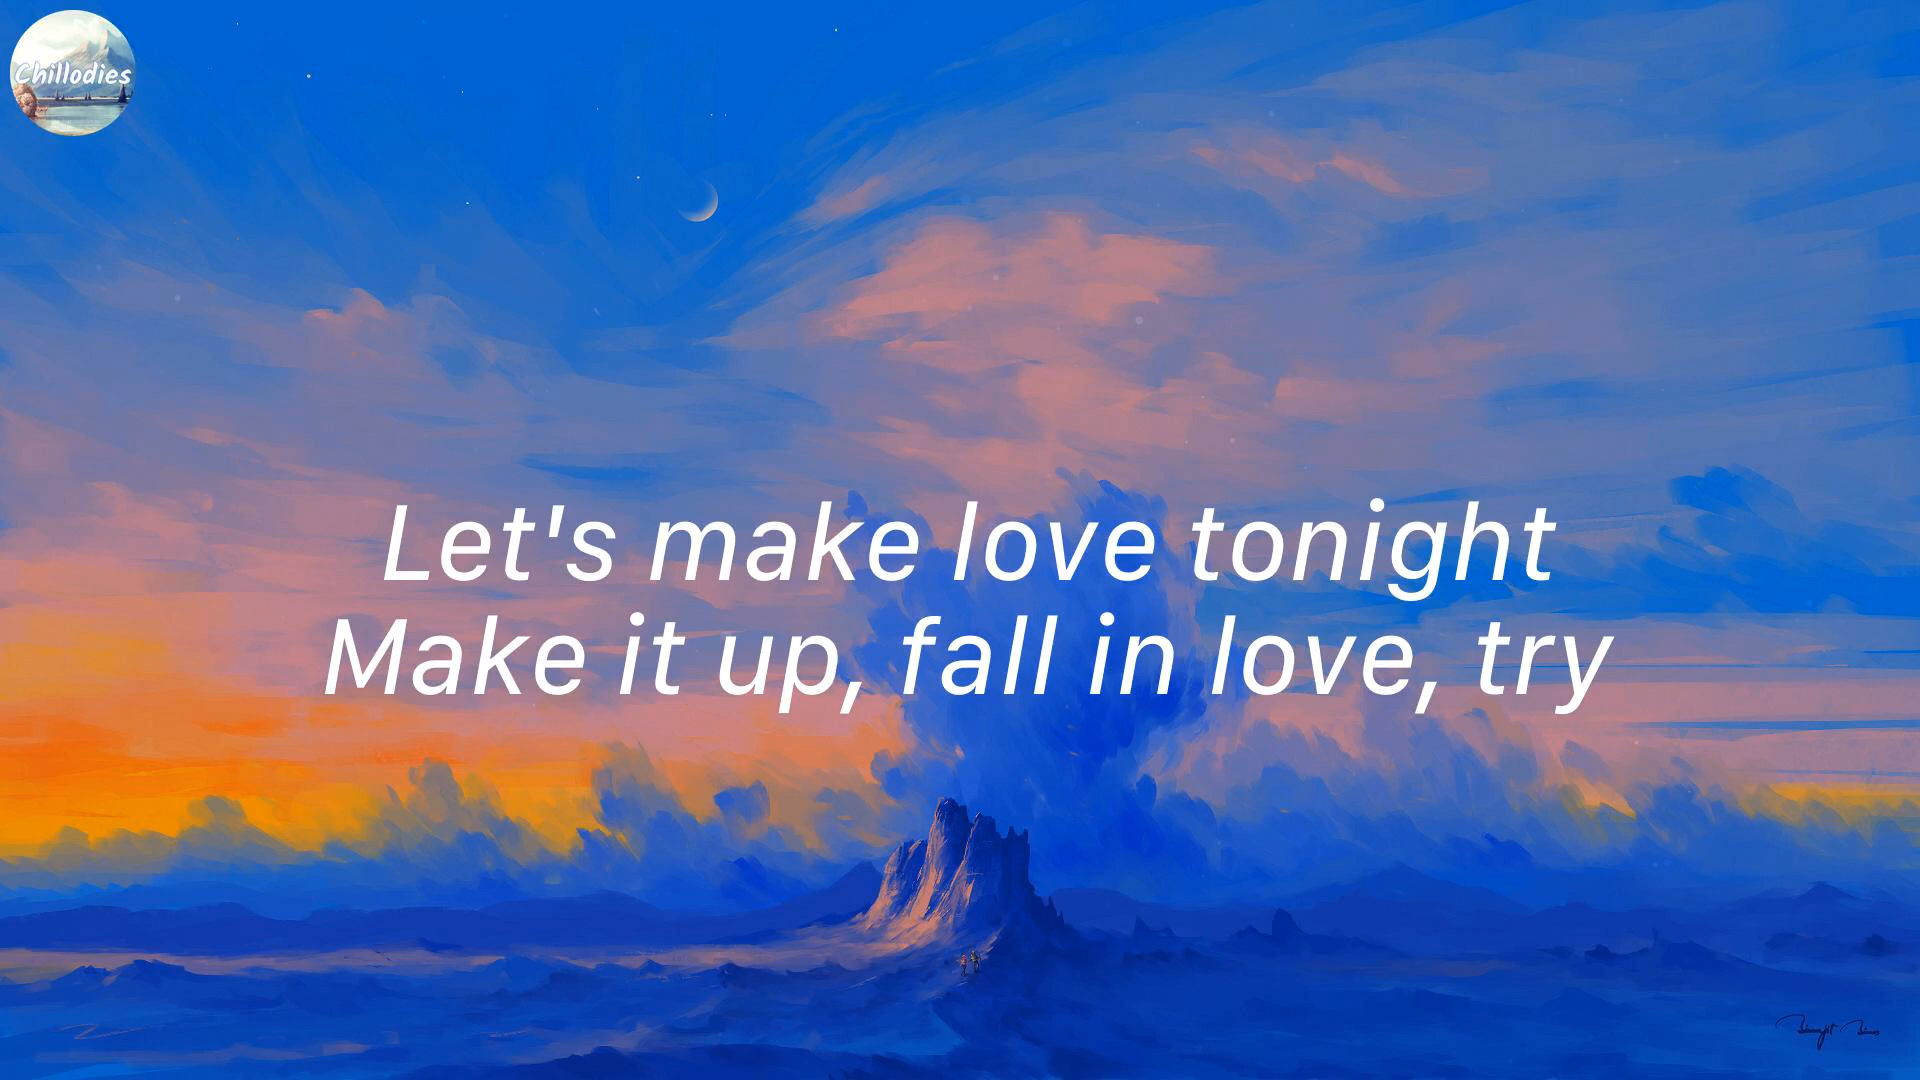 Chillodies
Let's make love tonight
Make it up, fall in love, try